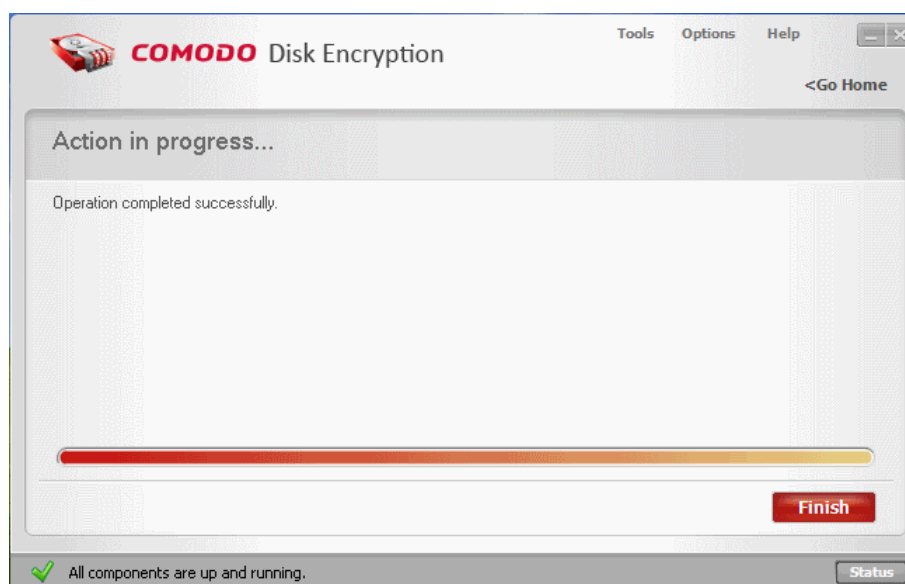 COMODO Disk Encryption
Tools Options Help
<Go Home
Action in progress...
Operation completed successfully.
Finish
All components are up and running.
Status